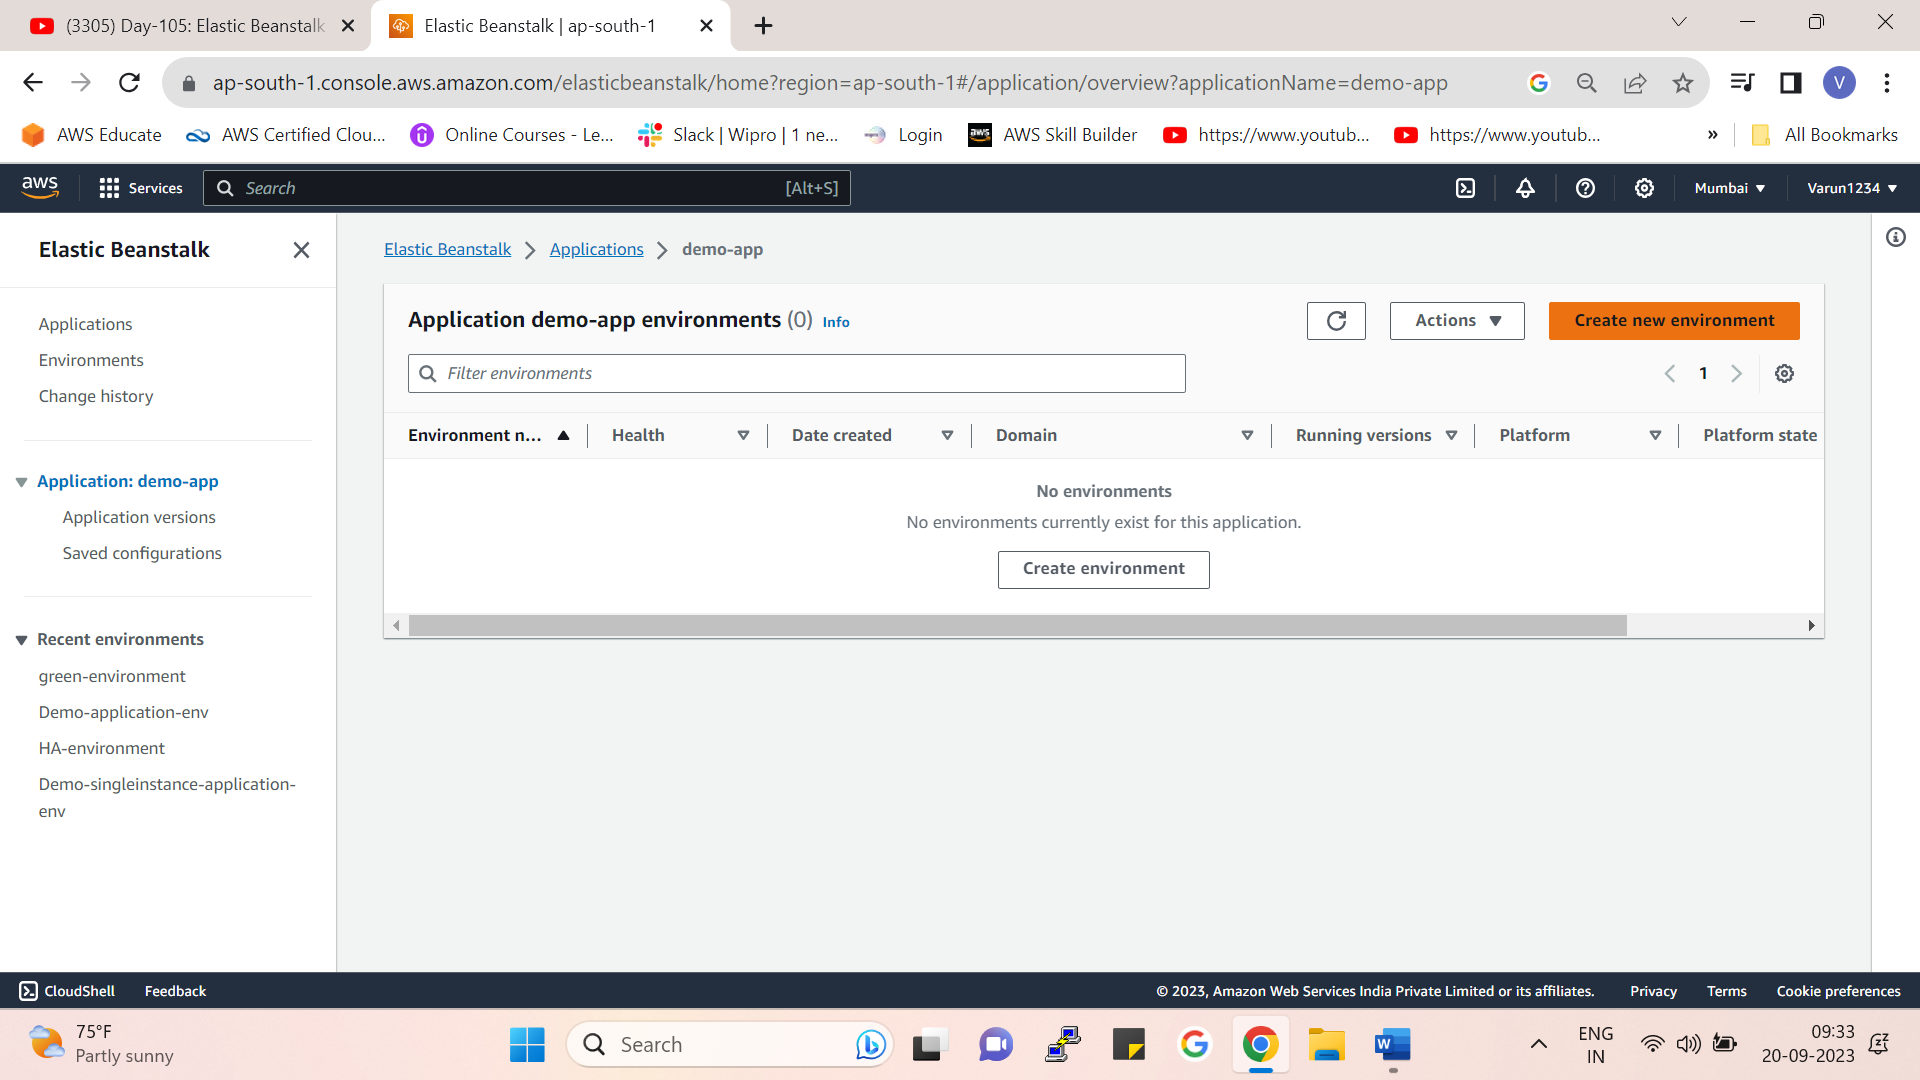 (3305) Day-105: Elastic Beanstalk
Elastic Beanstalk | ap-south-1
ap-south-1.console.aws.amazon.com/elasticbeanstalk/home?region=ap-south-1#/application/overview?applicationName=demo-app
V
AWS Educate
AWS Certified Clou...
Online Courses - Le...
Slack | Wipro | 1 ne...
Login
AWS Skill Builder
https://www.youtub...
https://www.youtub...
»
All Bookmarks
aws
Services
Search
[Alt+S]
Mumbai
Varun1234
Elastic Beanstalk
Applications
Environments
Change history
Application: demo-app
Application versions
Saved configurations
Recent environments
green-environment
Demo-application-env
HA-environment
Demo-singleinstance-application-
env
Elastic Beanstalk
Applications
demo-app
Application demo-app environments (0) Info
Actions
Create new environment
Filter environments
1
Environment n...
Health
Date created
Domain
Running versions
Platform
Platform state
No environments
No environments currently exist for this application.
Create environment
CloudShell
Feedback
© 2023, Amazon Web Services India Private Limited or its affiliates.
Privacy
Terms
Cookie preferences
75°F
Partly sunny
Search
ENG
IN
09:33
20-09-2023